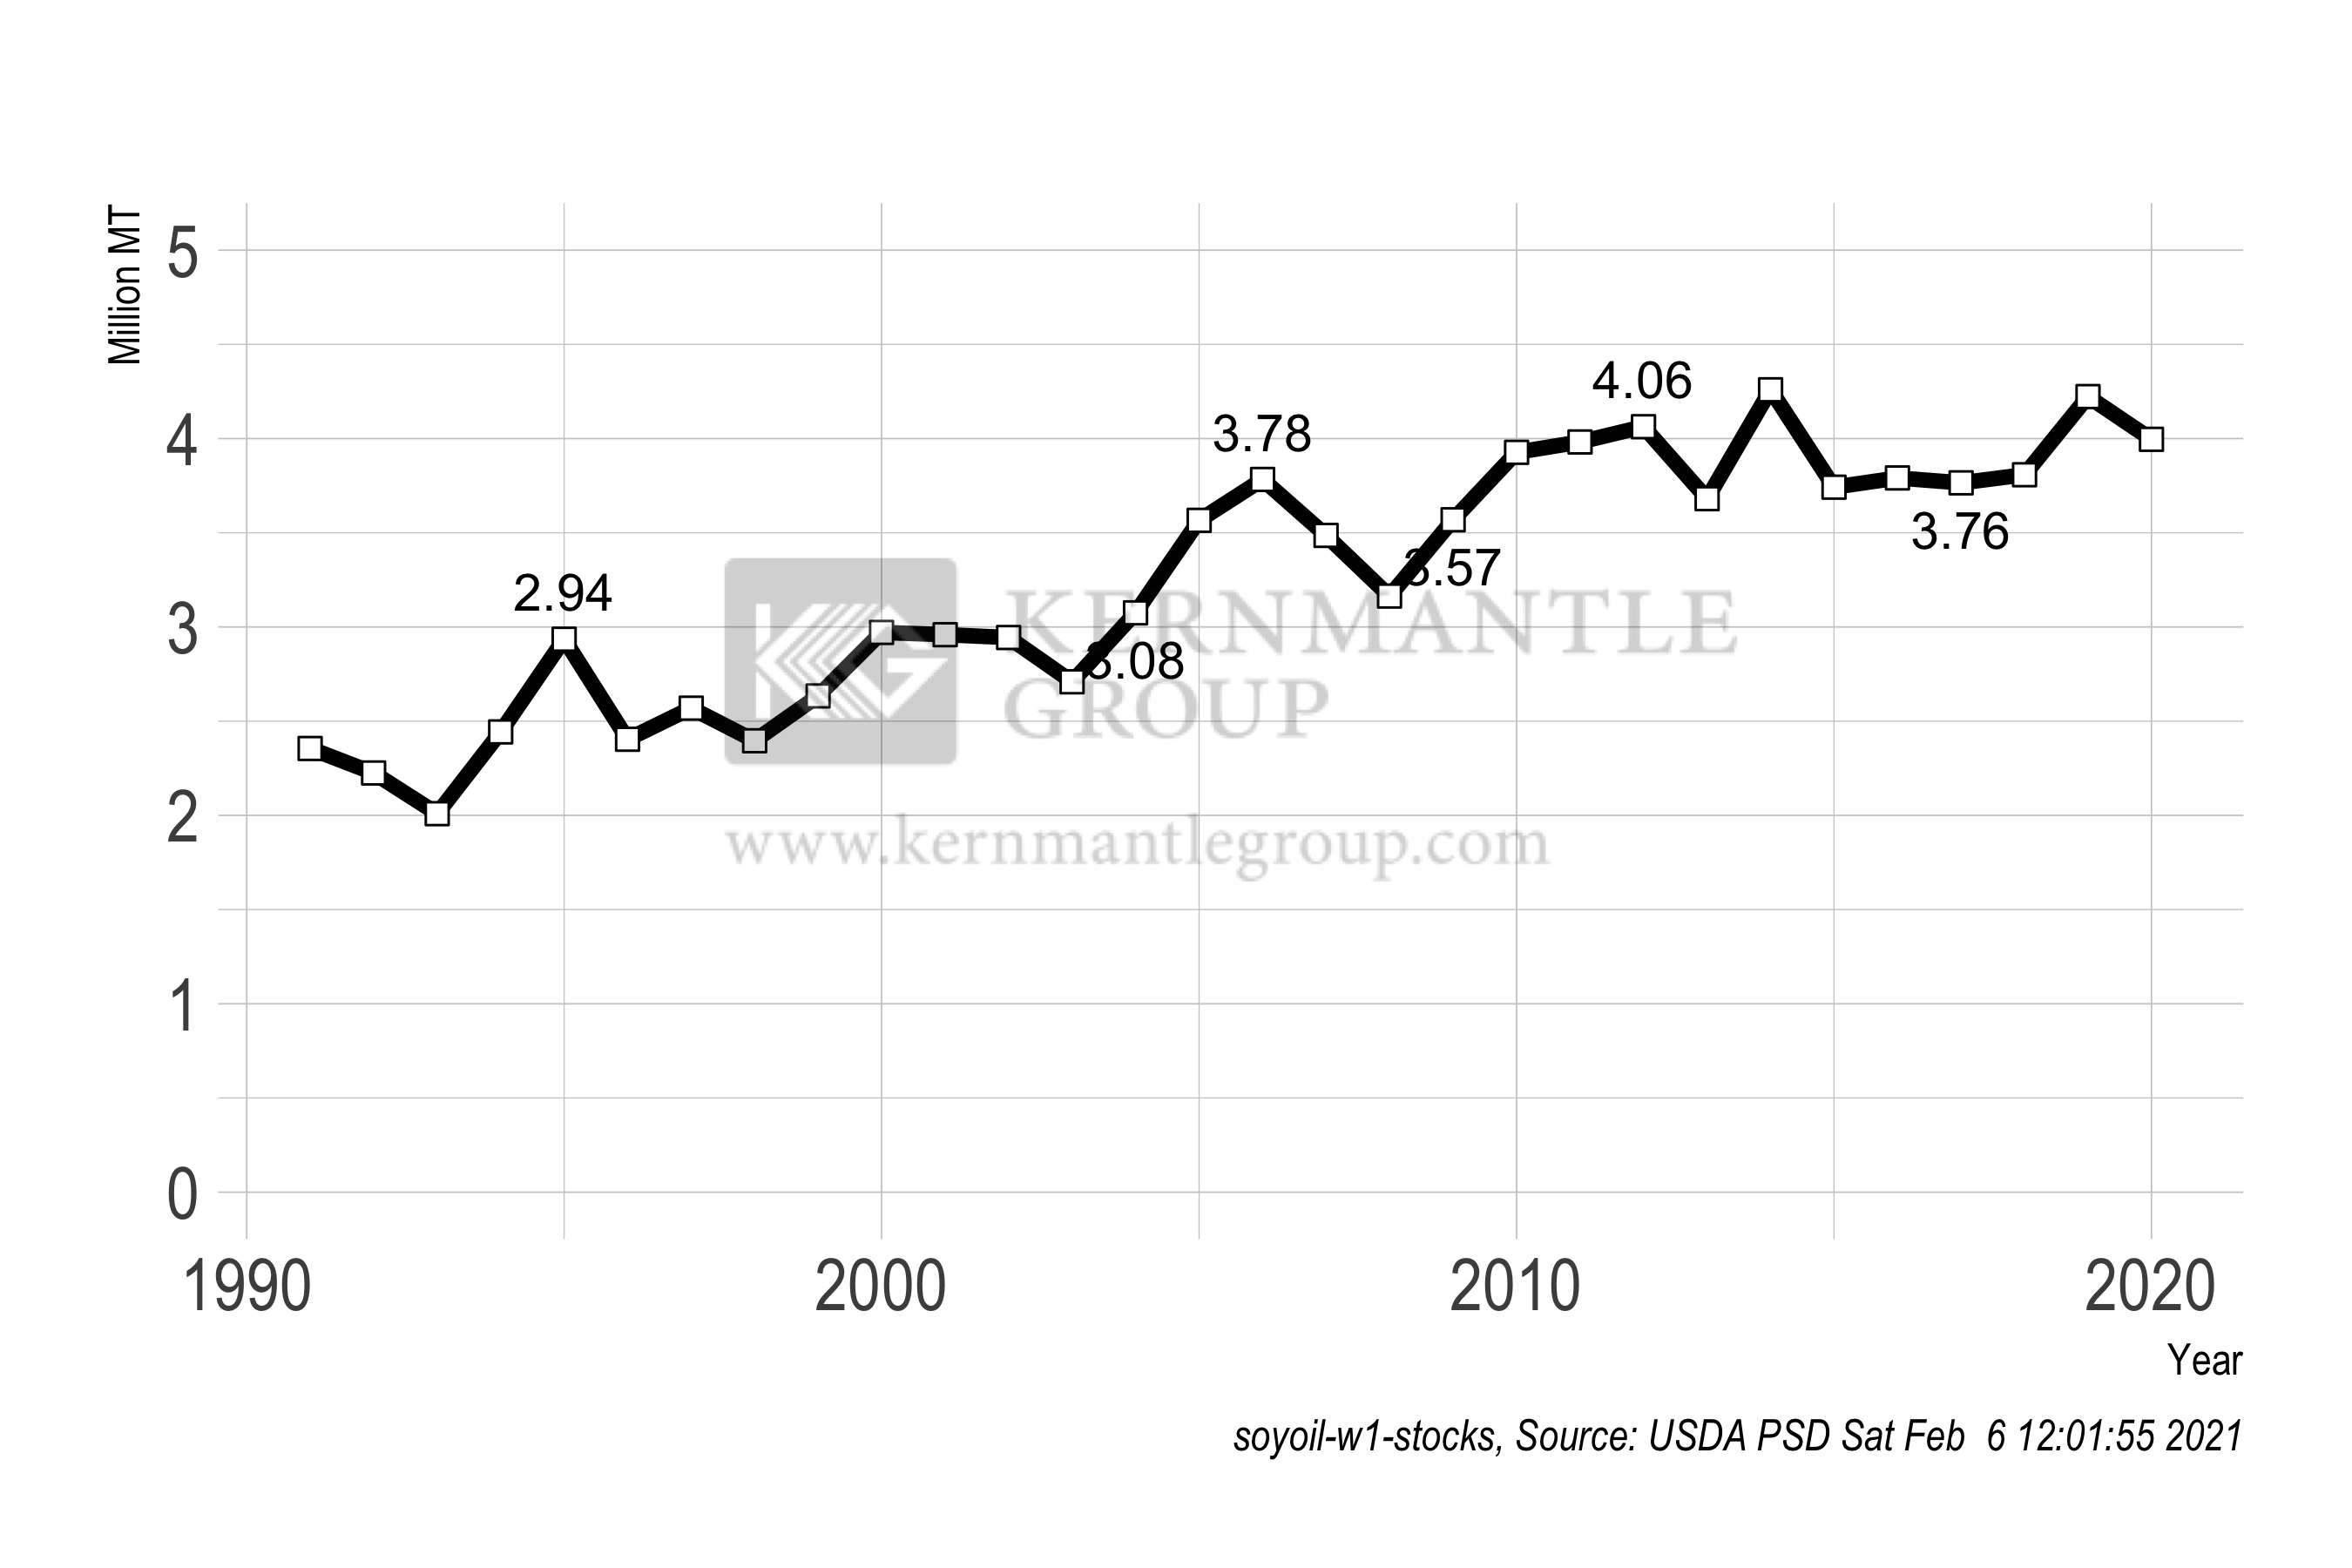 Million MT
5
4
3
2
1
0
2.94
3.08
3.78
3.57
4.06
3.76
KERNMANTLE
GROUP
www.kernmantlegroup.com
1990 2000 2010 2020
Year
soyoil-w1-stocks, Source: USDA PSD Sat Feb  6 12:01:55 2021